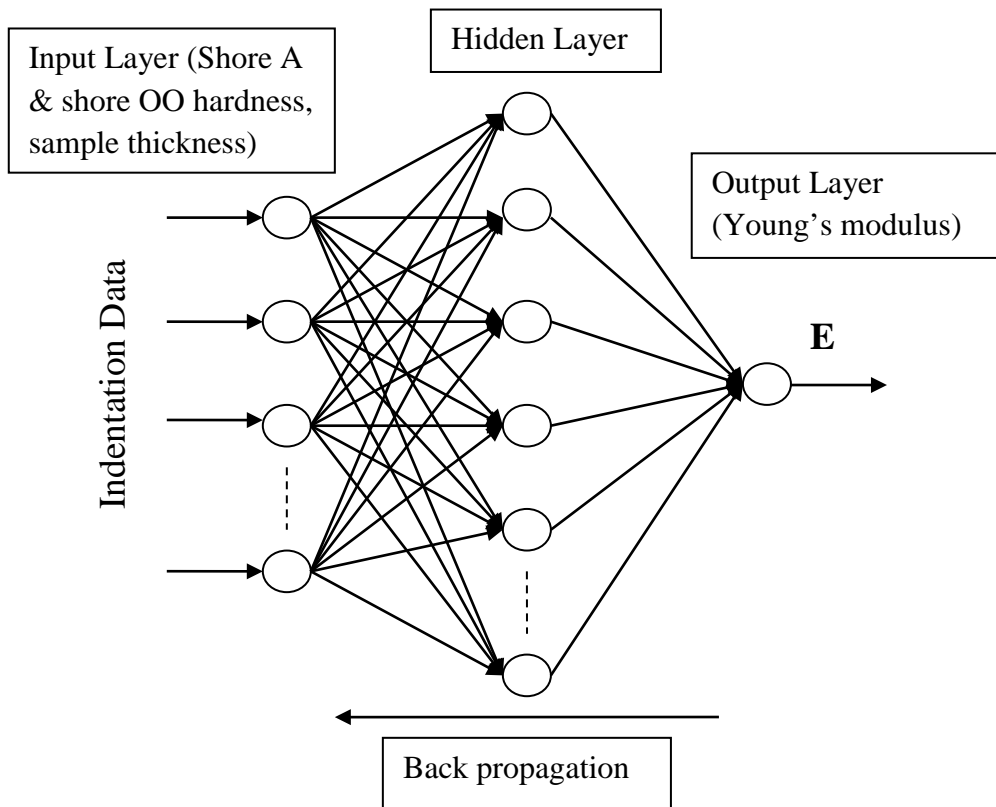 Hidden Layer
Input Layer (Shore A
& shore OO hardness,
sample thickness)
Output Layer
(Young's modulus)
Indentation Data
E
Back propagation